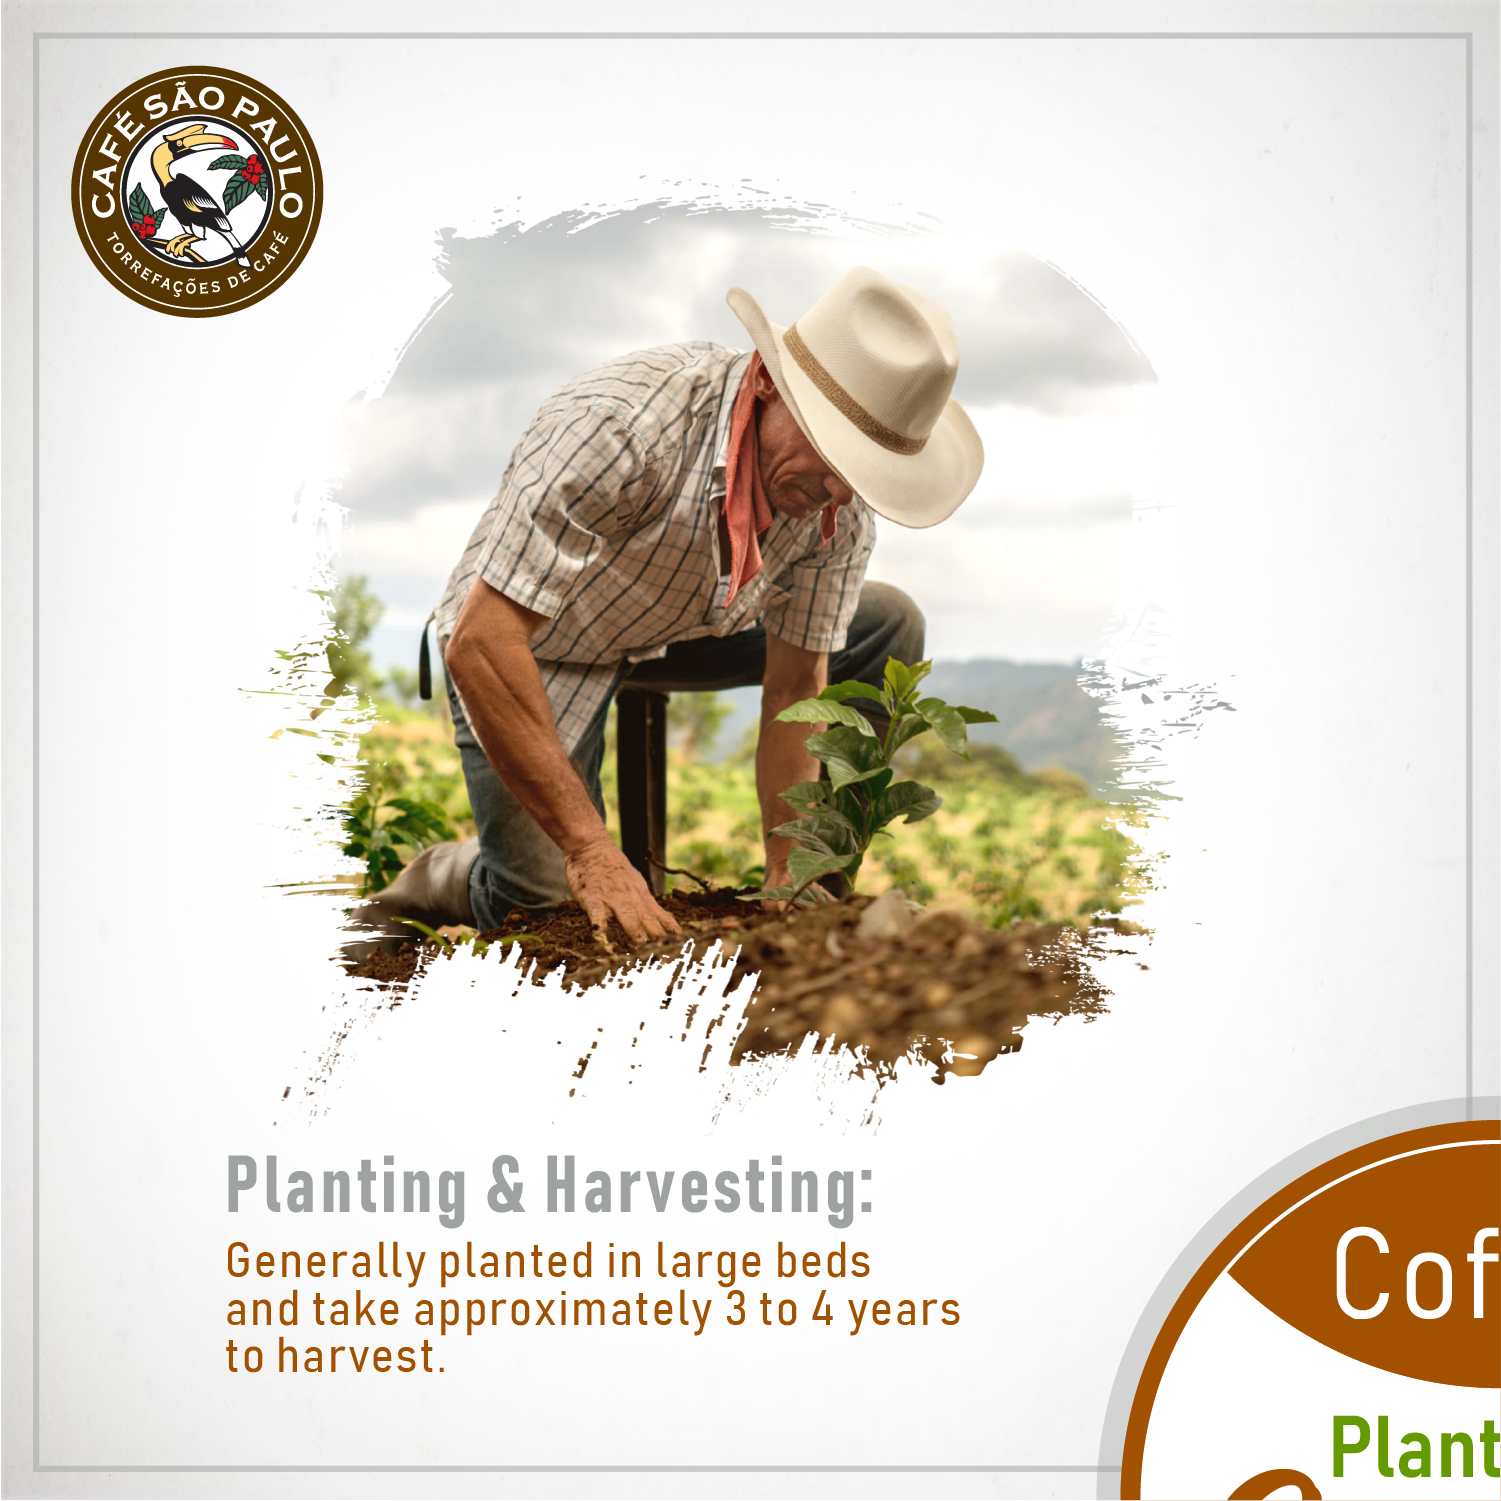 CAFÉ SÃO PAULO
TORREFAÇÕES DE CAFÉ
Planting & Harvesting:
Generally planted in large beds
and take approximately 3 to 4 years
to harvest.
Cof
Plant